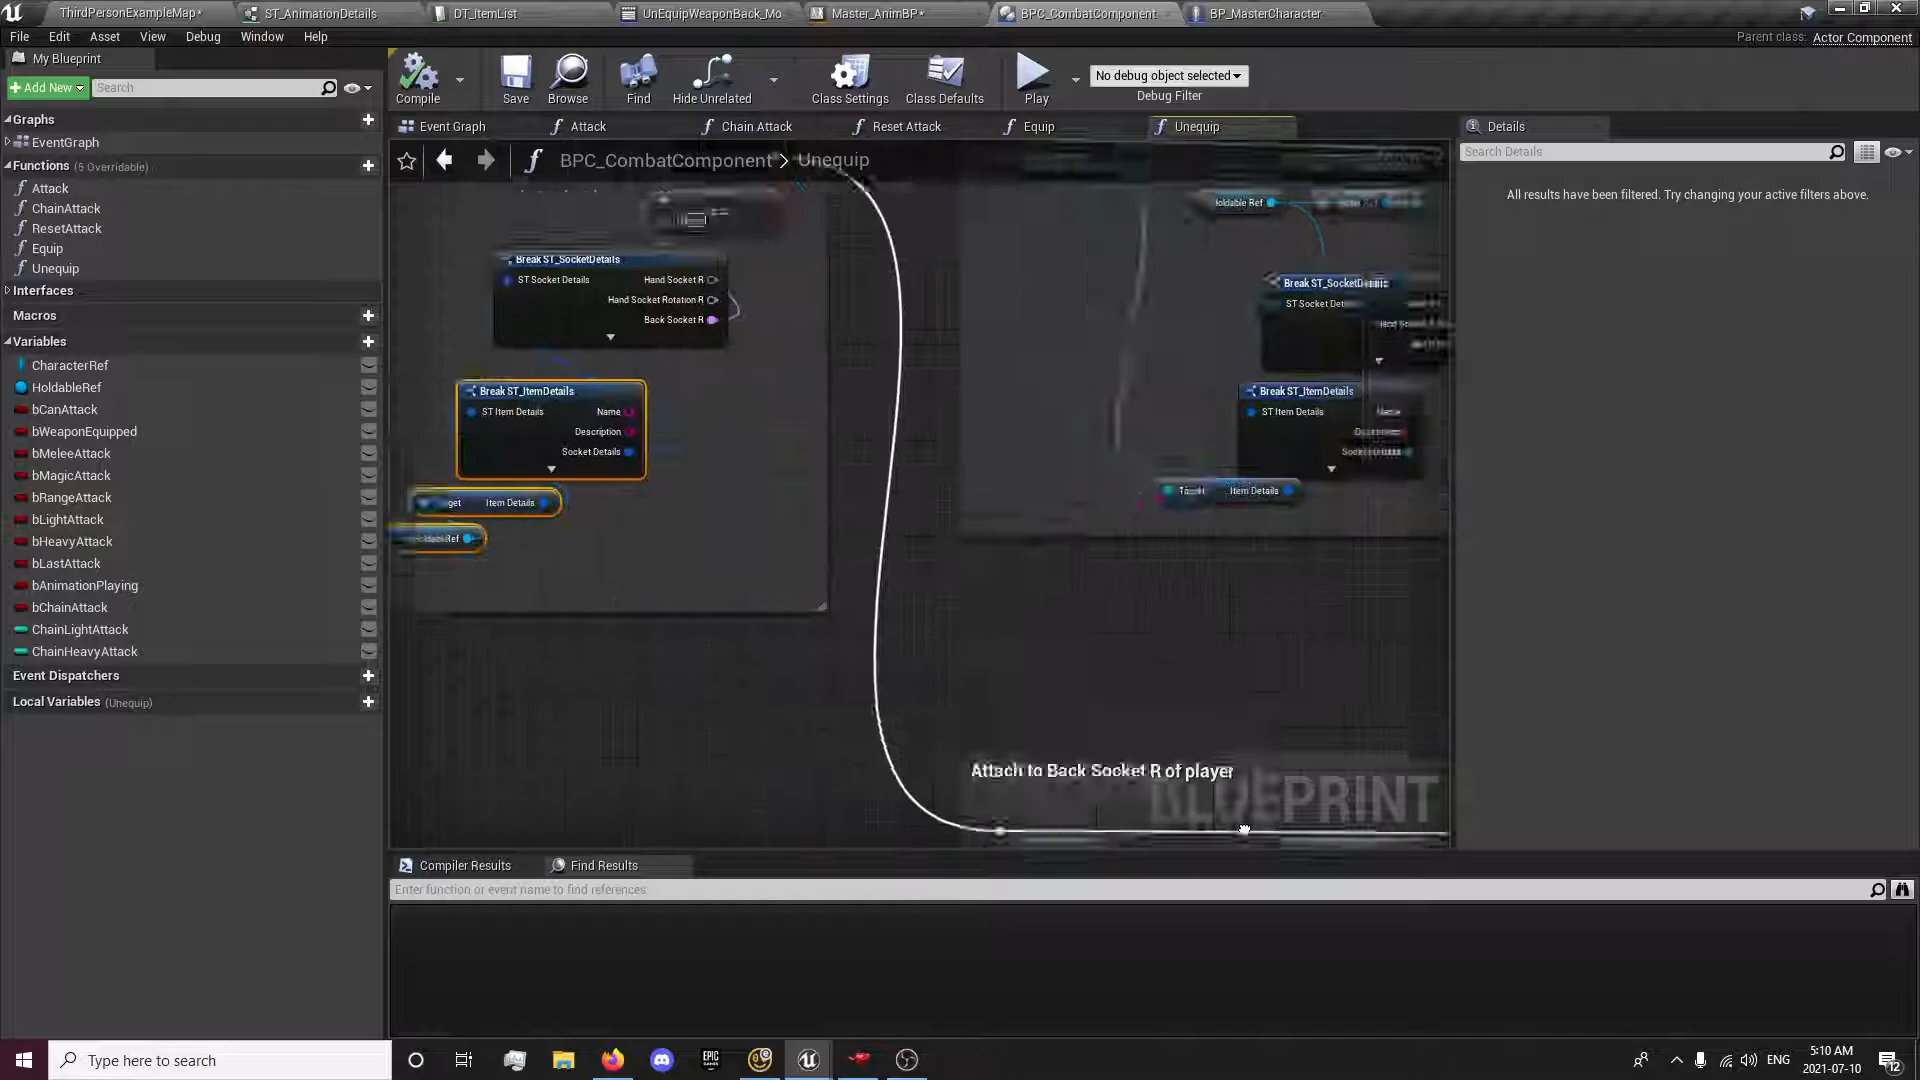 ThirdPersonExampleMap*
ST_AnimationDetails
DT_ItemList
UnEquipWeaponBack_Mo
Master_AnimBP*
BPC_CombatComponent
BP_MasterCharacter
File Edit Asset View Debug Window Help
Parent class: Actor Component
My Blueprint
Add New
Search
Compile
Save
Browse
Find
Hide Unrelated
Class Settings
Class Defaults
Play
No debug object selected
Debug Filter
Event Graph
Attack
Chain Attack
Reset Attack
Equip
Unequip
Details
BPC_CombatComponent > Unequip
Search Details
All results have been filtered. Try changing your active filters above.
Graphs
EventGraph
Functions (5 Overridable)
Attack
ChainAttack
ResetAttack
Equip
Unequip
Interfaces
Macros
Variables
CharacterRef
HoldableRef
bCanAttack
bWeaponEquipped
bMeleeAttack
bMagicAttack
bRangeAttack
bLightAttack
bHeavyAttack
bLastAttack
bAnimationPlaying
bChainAttack
ChainLightAttack
ChainHeavyAttack
Event Dispatchers
Local Variables (Unequip)
Break ST_SocketDetails
ST Socket Details
Hand Socket R
Hand Socket Rotation R
Back Socket R
Break ST_ItemDetails
ST Item Details
Name
Description
Socket Details
Item Details
Break ST_ItemDetails
ST Item Details
Name
Item Details
Attach to Back Socket R of player
BLUEPRINT
Compiler Results
Find Results
Enter function or event name to find references.
Type here to search
EPIC GAMES
ENG
5:10 AM
2021-07-10
12